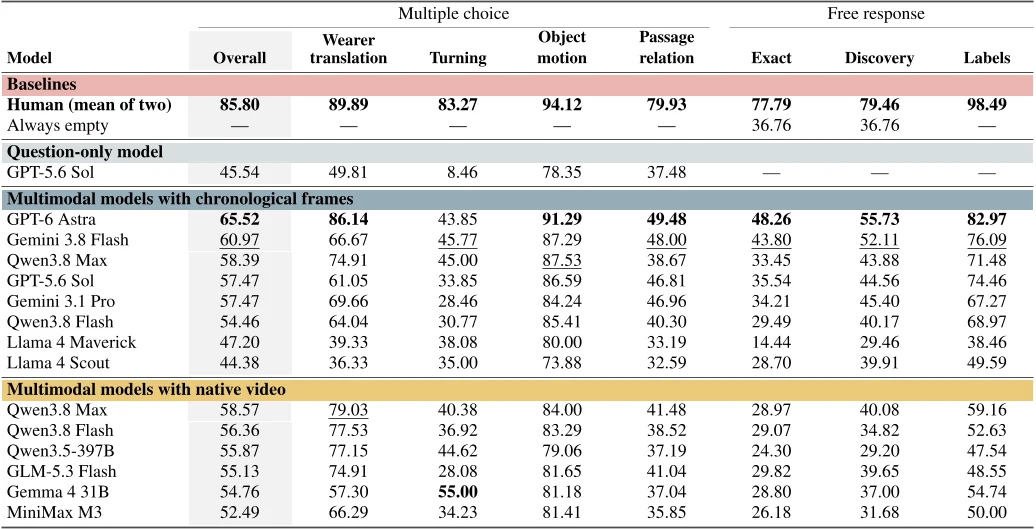 Multiple choice Free response
Model Overall Wearer translation Turning Object motion Passage relation Exact Discovery Labels
Baselines
Human (mean of two) 85.80 89.89 83.27 94.12 79.93 77.79 79.46 98.49
Always empty — — — — — 36.76 36.76 —
Question-only model
GPT-5.6 Sol 45.54 49.81 8.46 78.35 37.48 — — —
Multimodal models with chronological frames
GPT-6 Astra 65.52 86.14 43.85 91.29 49.48 48.26 55.73 82.97
Gemini 3.8 Flash 60.97 66.67 45.77 87.29 48.00 43.80 52.11 76.09
Qwen3.8 Max 58.39 74.91 45.00 87.53 38.67 33.45 43.88 71.48
GPT-5.6 Sol 57.47 61.05 33.85 86.59 46.81 35.54 44.56 74.46
Gemini 3.1 Pro 57.47 69.66 28.46 84.24 46.96 34.21 45.40 67.27
Qwen3.8 Flash 54.46 64.04 30.77 85.41 40.30 29.49 40.17 68.97
Llama 4 Maverick 47.20 39.33 38.08 80.00 33.19 14.44 29.46 38.46
Llama 4 Scout 44.38 36.33 35.00 73.88 32.59 28.70 39.91 49.59
Multimodal models with native video
Qwen3.8 Max 58.57 79.03 40.38 84.00 41.48 28.97 40.08 59.16
Qwen3.8 Flash 56.36 77.53 36.92 83.29 38.52 29.07 34.82 52.63
Qwen3.5-397B 55.87 77.15 44.62 79.06 37.19 24.30 29.20 47.54
GLM-5.3 Flash 55.13 74.91 28.08 81.65 41.04 29.82 39.65 48.55
Gemma 4 31B 54.76 57.30 55.00 81.18 37.04 28.80 37.00 54.74
MiniMax M3 52.49 66.29 34.23 81.41 35.85 26.18 31.68 50.00